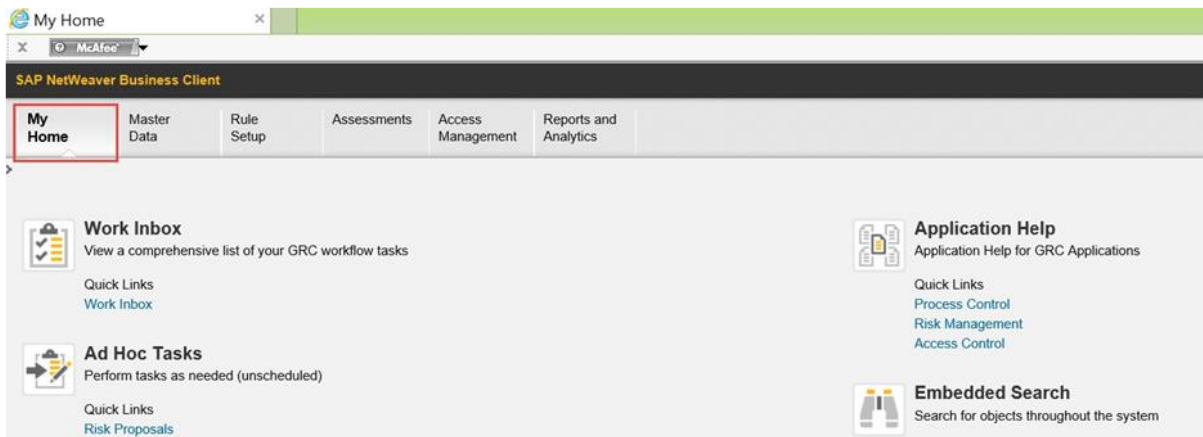 My Home
McAfee
SAP NetWeaver Business Client
My Home
Master Data
Rule Setup
Assessments
Access Management
Reports and Analytics
Work Inbox
View a comprehensive list of your GRC workflow tasks
Quick Links
Work Inbox
Ad Hoc Tasks
Perform tasks as needed (unscheduled)
Quick Links
Risk Proposals
Application Help
Application Help for GRC Applications
Quick Links
Process Control
Risk Management
Access Control
Embedded Search
Search for objects throughout the system